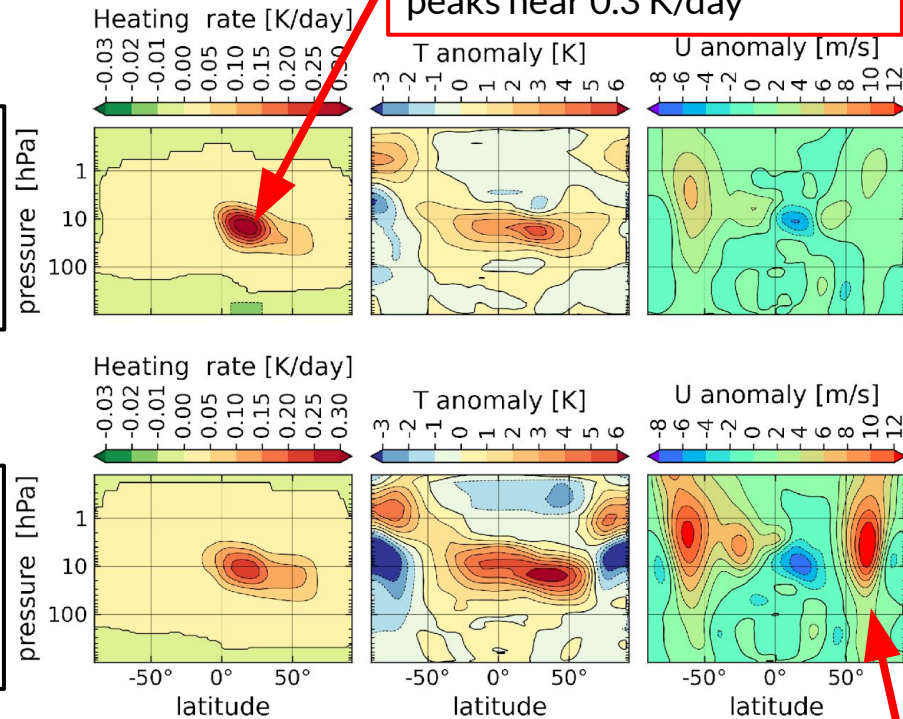 peaks near 0.3 K/day
Heating rate [K/day]
-0.03 -0.02 -0.01 0.00 0.05 0.10 0.15 0.20 0.25 0.30
T anomaly [K]
-3 -2 -1 0 1 2 3 4 5 6
U anomaly [m/s]
-8 -6 -4 -2 0 2 4 6 8 10 12
pressure [hPa]
1
10
100
Heating rate [K/day]
-0.03 -0.02 -0.01 0.00 0.05 0.10 0.15 0.20 0.25 0.30
T anomaly [K]
-3 -2 -1 0 1 2 3 4 5 6
U anomaly [m/s]
-8 -6 -4 -2 0 2 4 6 8 10 12
pressure [hPa]
1
10
100
-50° 0° 50° -50° 0° 50° -50° 0° 50°
latitude latitude latitude